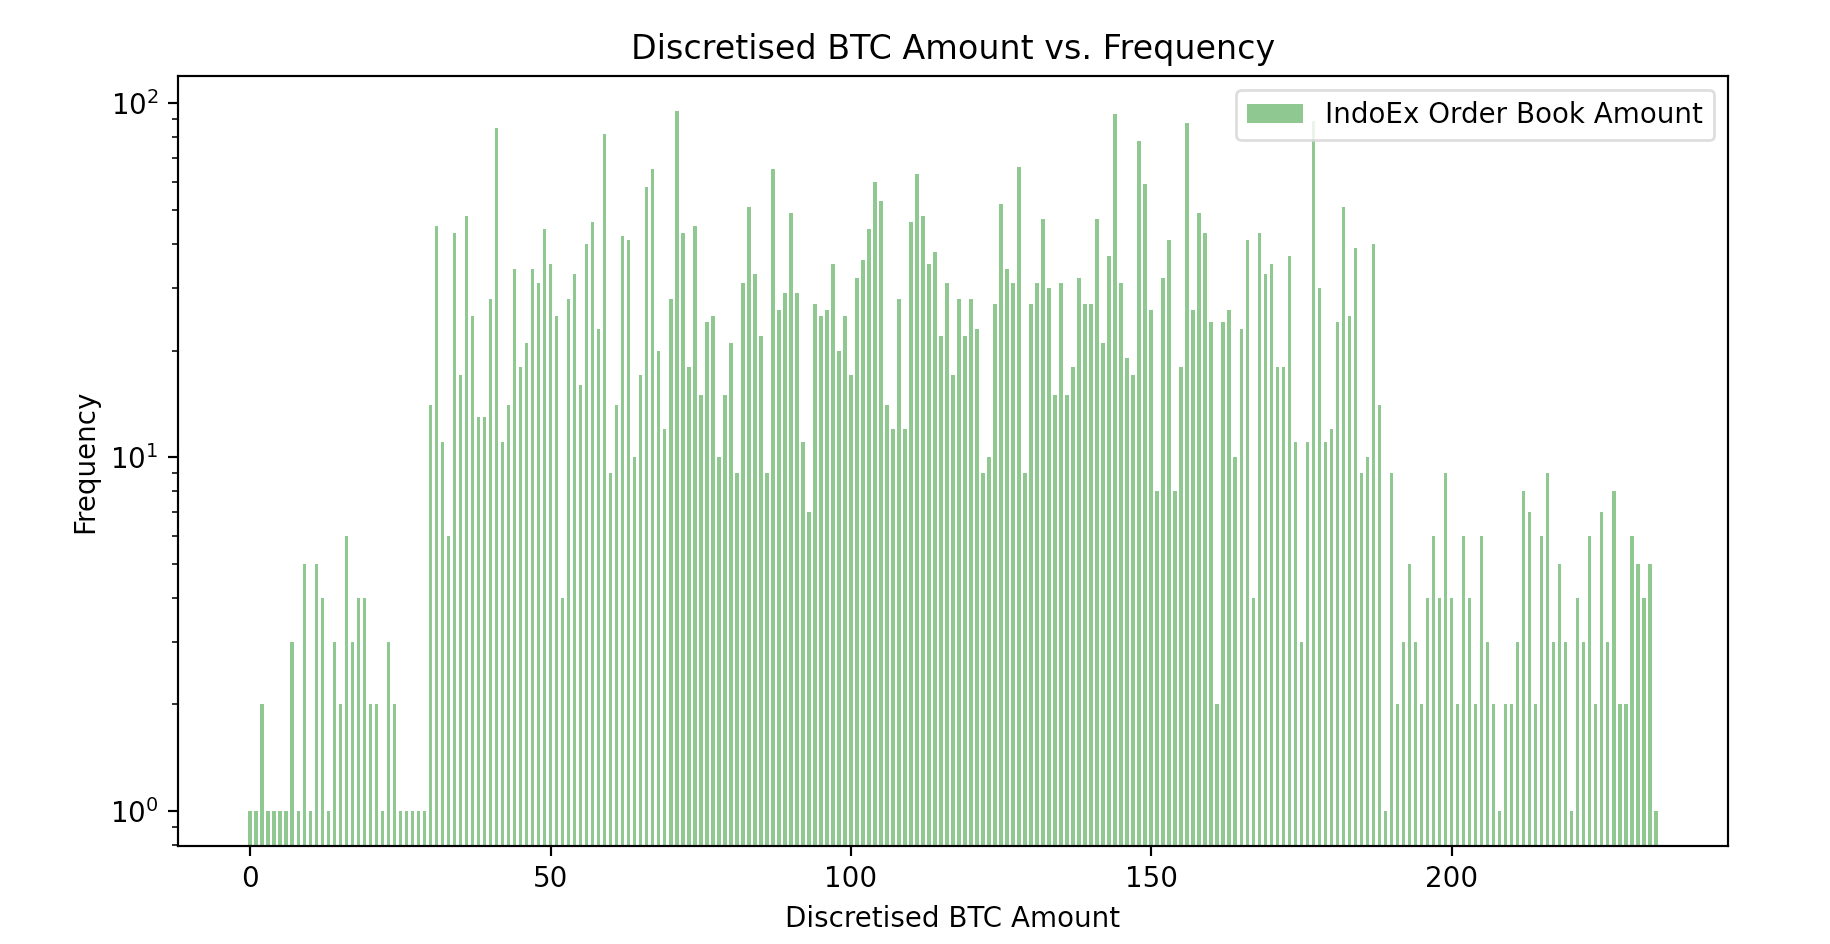 Discretised BTC Amount vs. Frequency
IndoEx Order Book Amount
Frequency
10²
10¹
10⁰
0 50 100 150 200
Discretised BTC Amount